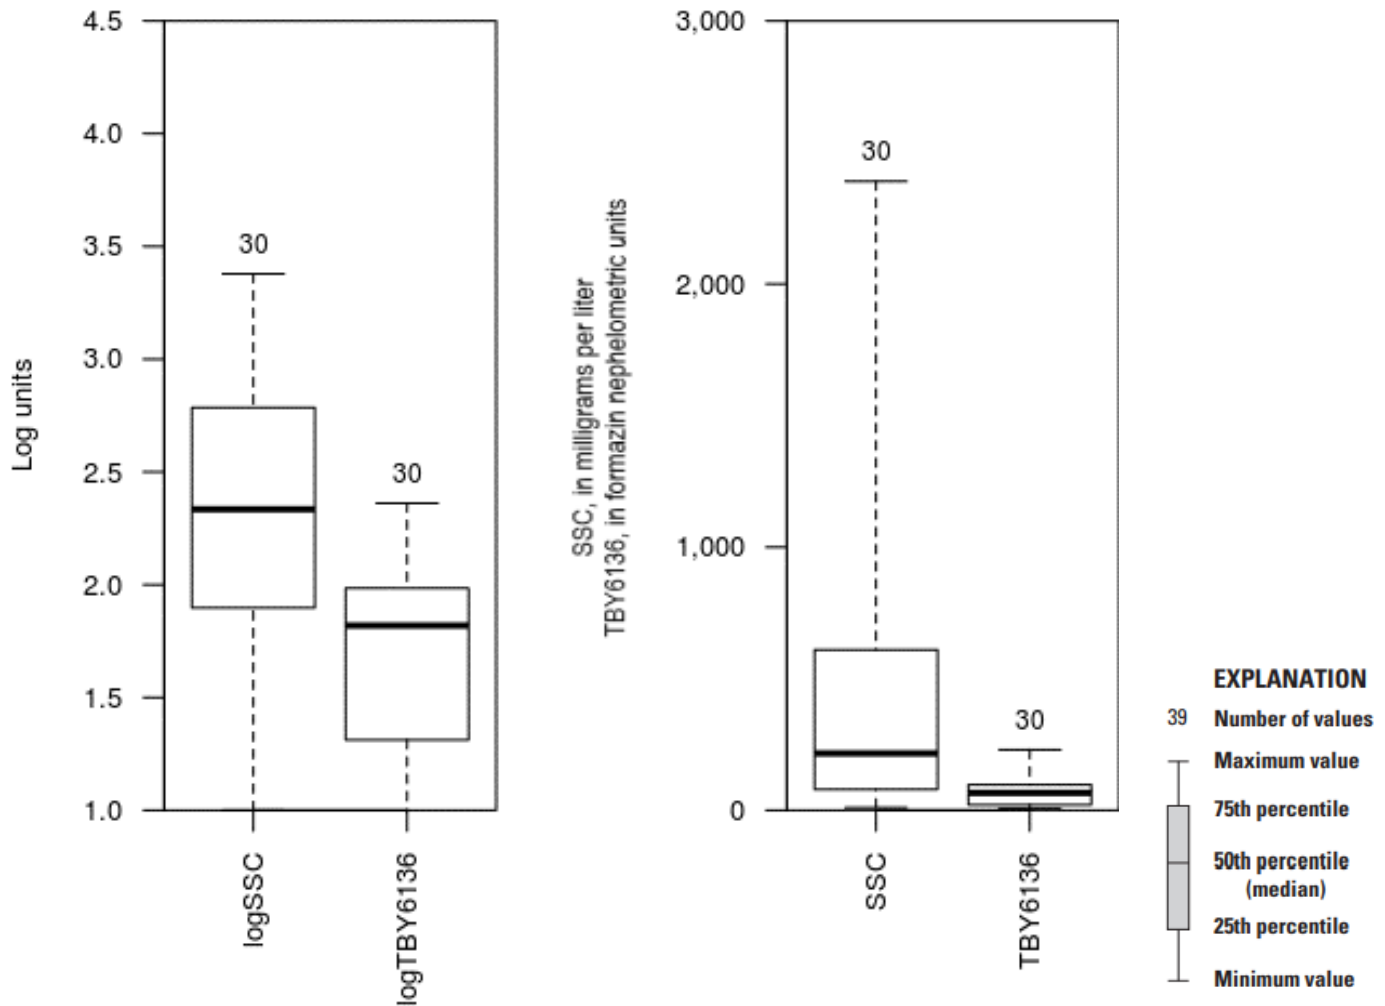 Log units
4.5
4.0
3.5
3.0
2.5
2.0
1.5
1.0
30
30
logSSC
logTBY6136
SSC, in milligrams per liter
TBY6136, in formazin nephelometric units
3,000
2,000
1,000
0
30
30
SSC
TBY6136
EXPLANATION
39 Number of values
Maximum value
75th percentile
50th percentile
(median)
25th percentile
Minimum value